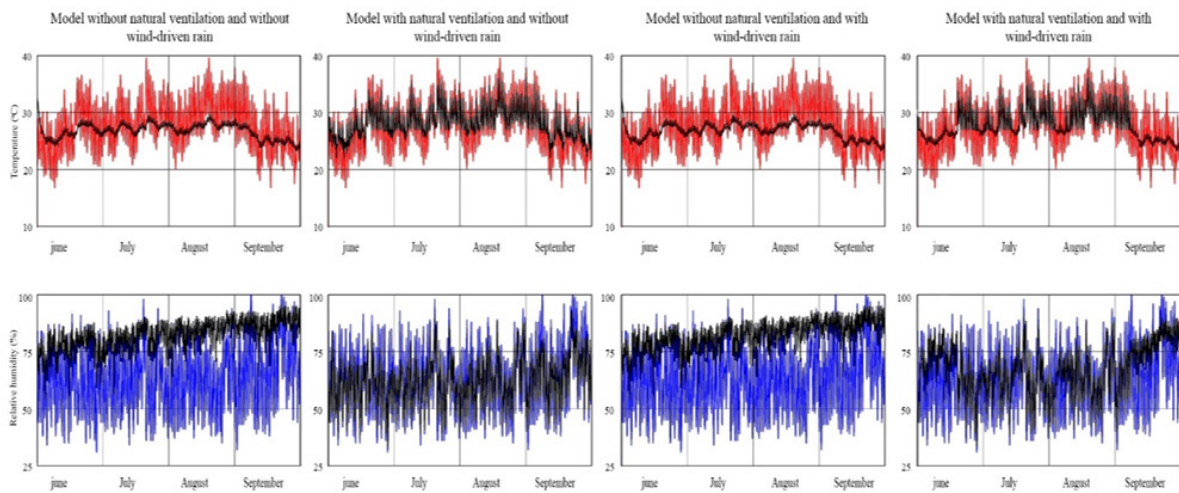 Model without natural ventilation and without
wind-driven rain
Model with natural ventilation and without
wind-driven rain
Model without natural ventilation and with
wind-driven rain
Model with natural ventilation and with
wind-driven rain
Temperature (°C)
40
30
20
10
june July August September
40
30
20
10
june July August September
40
30
20
10
june July August September
40
30
20
10
june July August September
Relative humidity (%)
100
75
50
25
june July August September
100
75
50
25
june July August September
100
75
50
25
june July August September
100
75
50
25
june July August September